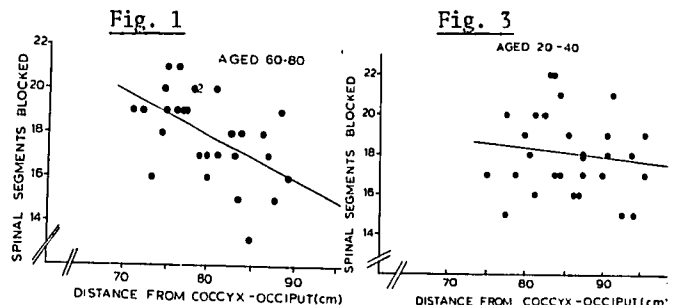 Fig. 1
22
20
18
16
14
SPINAL SEGMENTS BLOCKED
AGED 60-80
2
70
80
90
DISTANCE FROM COCCYX-OCCIPUT(cm)
Fig. 3
AGED 20-40
22
20
18
16
14
SPINAL SEGMENTS BLOCKED
70
80
90
DISTANCE FROM COCCYX-OCCIPUT(cm)